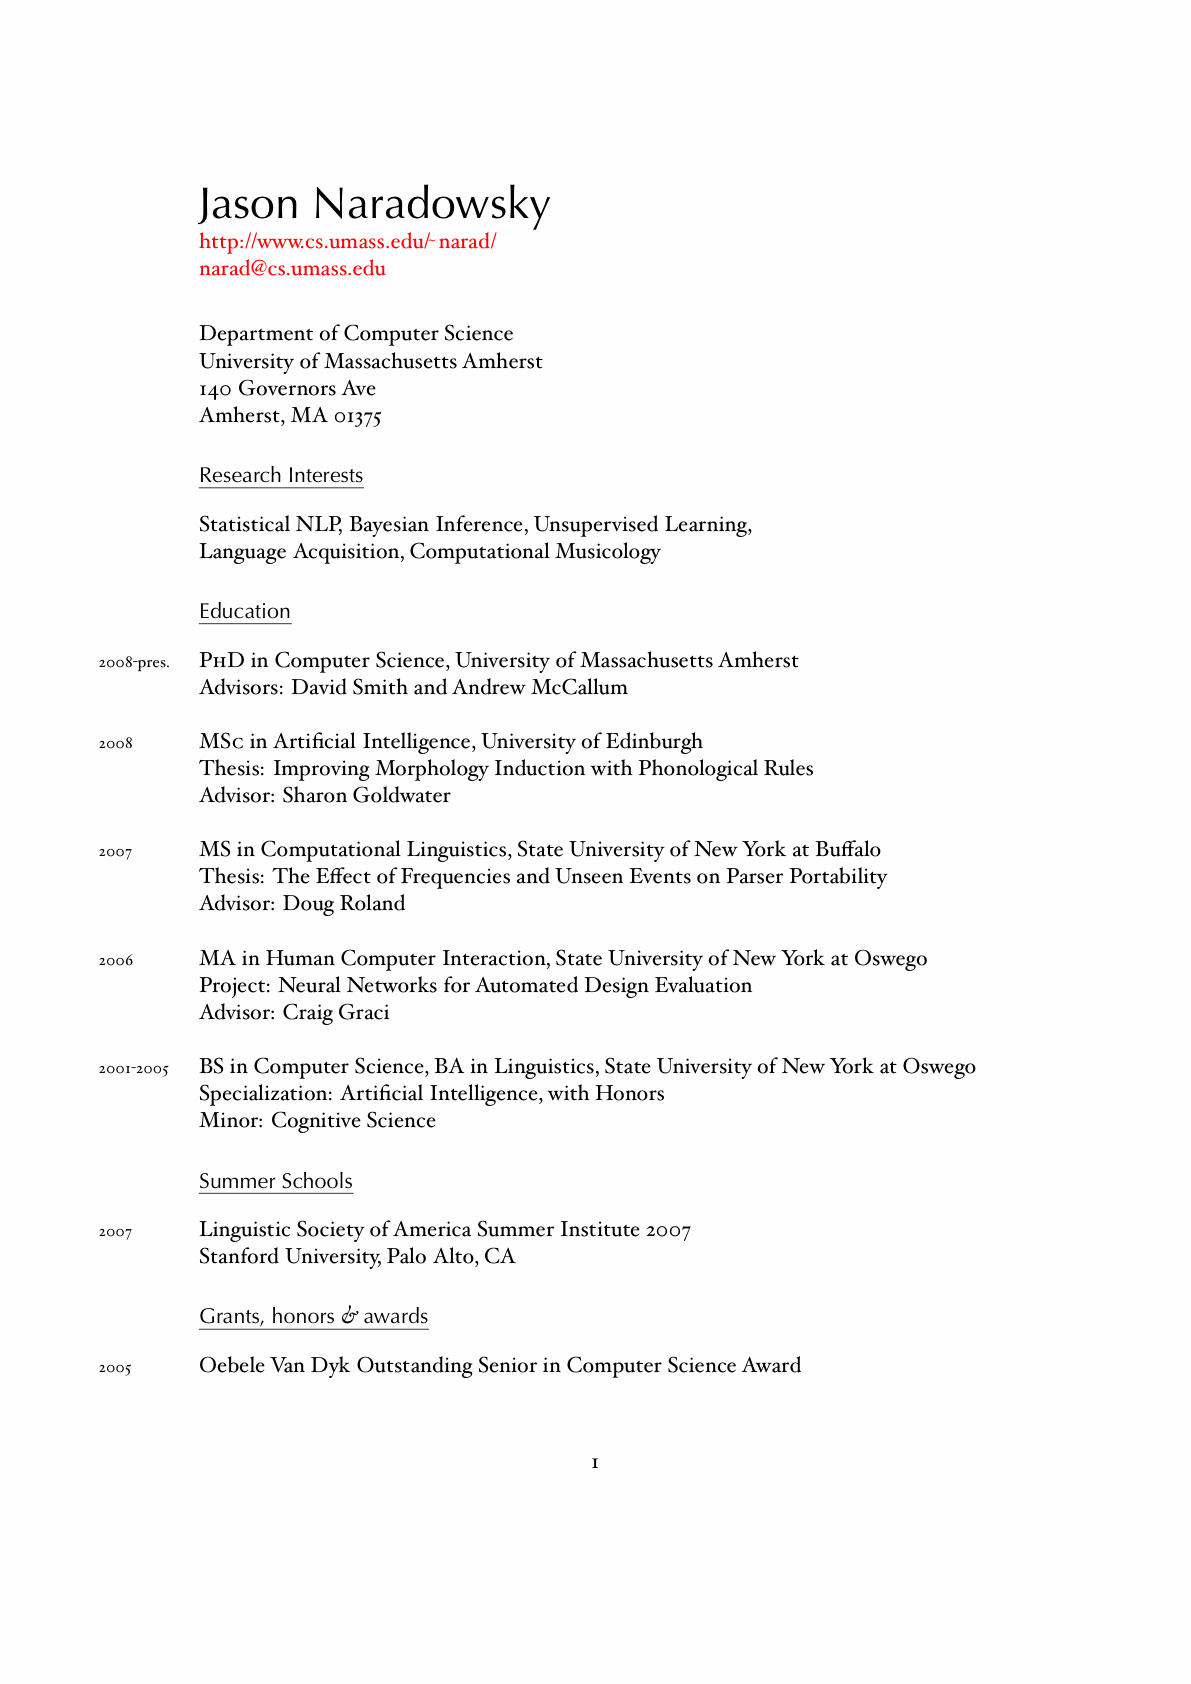 Jason Naradowsky
http://www.cs.umass.edu/~narad/
narad@cs.umass.edu
Department of Computer Science
University of Massachusetts Amherst
140 Governors Ave
Amherst, MA 01375
Research Interests
Statistical NLP, Bayesian Inference, Unsupervised Learning,
Language Acquisition, Computational Musicology
Education
2008-pres. PhD in Computer Science, University of Massachusetts Amherst
Advisors: David Smith and Andrew McCallum
2008 MSc in Artificial Intelligence, University of Edinburgh
Thesis: Improving Morphology Induction with Phonological Rules
Advisor: Sharon Goldwater
2007 MS in Computational Linguistics, State University of New York at Buffalo
Thesis: The Effect of Frequencies and Unseen Events on Parser Portability
Advisor: Doug Roland
2006 MA in Human Computer Interaction, State University of New York at Oswego
Project: Neural Networks for Automated Design Evaluation
Advisor: Craig Graci
2001-2005 BS in Computer Science, BA in Linguistics, State University of New York at Oswego
Specialization: Artificial Intelligence, with Honors
Minor: Cognitive Science
Summer Schools
2007 Linguistic Society of America Summer Institute 2007
Stanford University, Palo Alto, CA
Grants, honors & awards
2005 Oebele Van Dyk Outstanding Senior in Computer Science Award
1